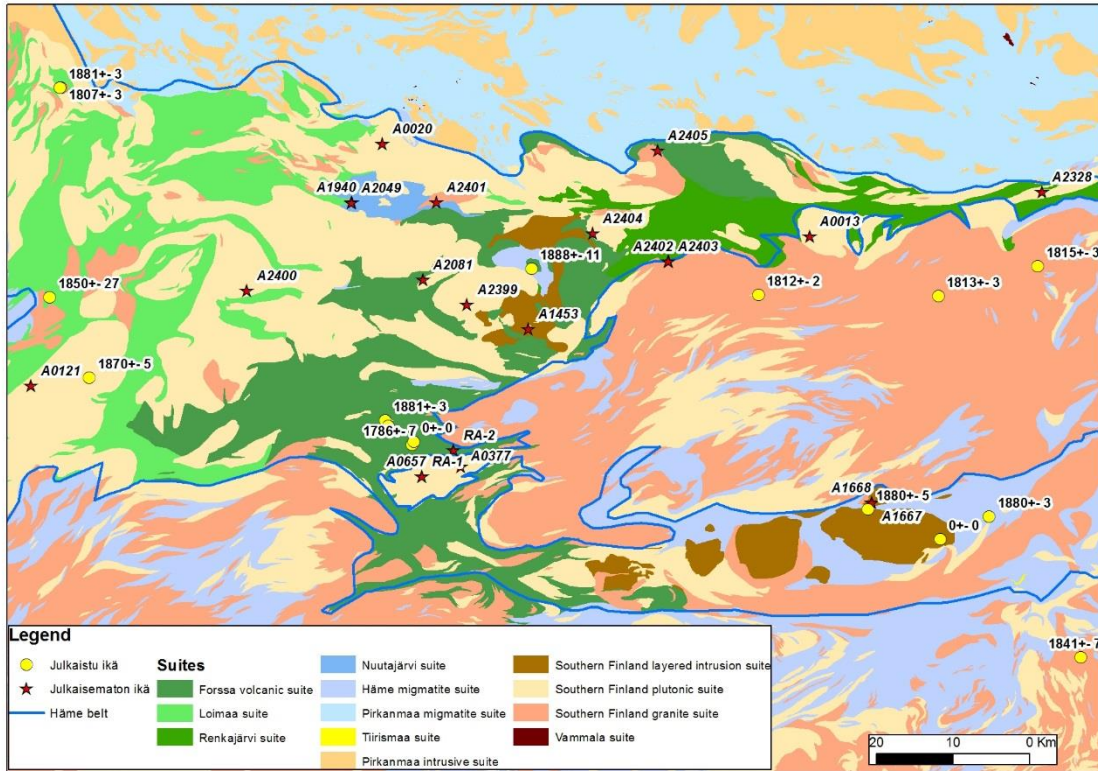 1881+- 3
1807+- 3
A0020
A2405
A1940 A2049
A2401
A2328
A2404
A0013
A2402 A2403
1888+- 11
1815+- 3
A2081
A2400
1850+- 27
1812+- 2
1813+- 3
A2399
A1453
1870+- 5
A0121
1881+- 3
1786+- 7 0+- 0
RA-2
A0657 RA-1 A0377
A1668
1880+- 5
1880+- 3
A1667
0+- 0
1841+- 7
Legend
Julkaistu ikä
Julkaisematon ikä
Häme belt
Suites
Forssa volcanic suite
Loimaa suite
Renkajärvi suite
Nuutajärvi suite
Häme migmatite suite
Pirkanmaa migmatite suite
Tiirismaa suite
Pirkanmaa intrusive suite
Southern Finland layered intrusion suite
Southern Finland plutonic suite
Southern Finland granite suite
Vammala suite
20 10 0 Km